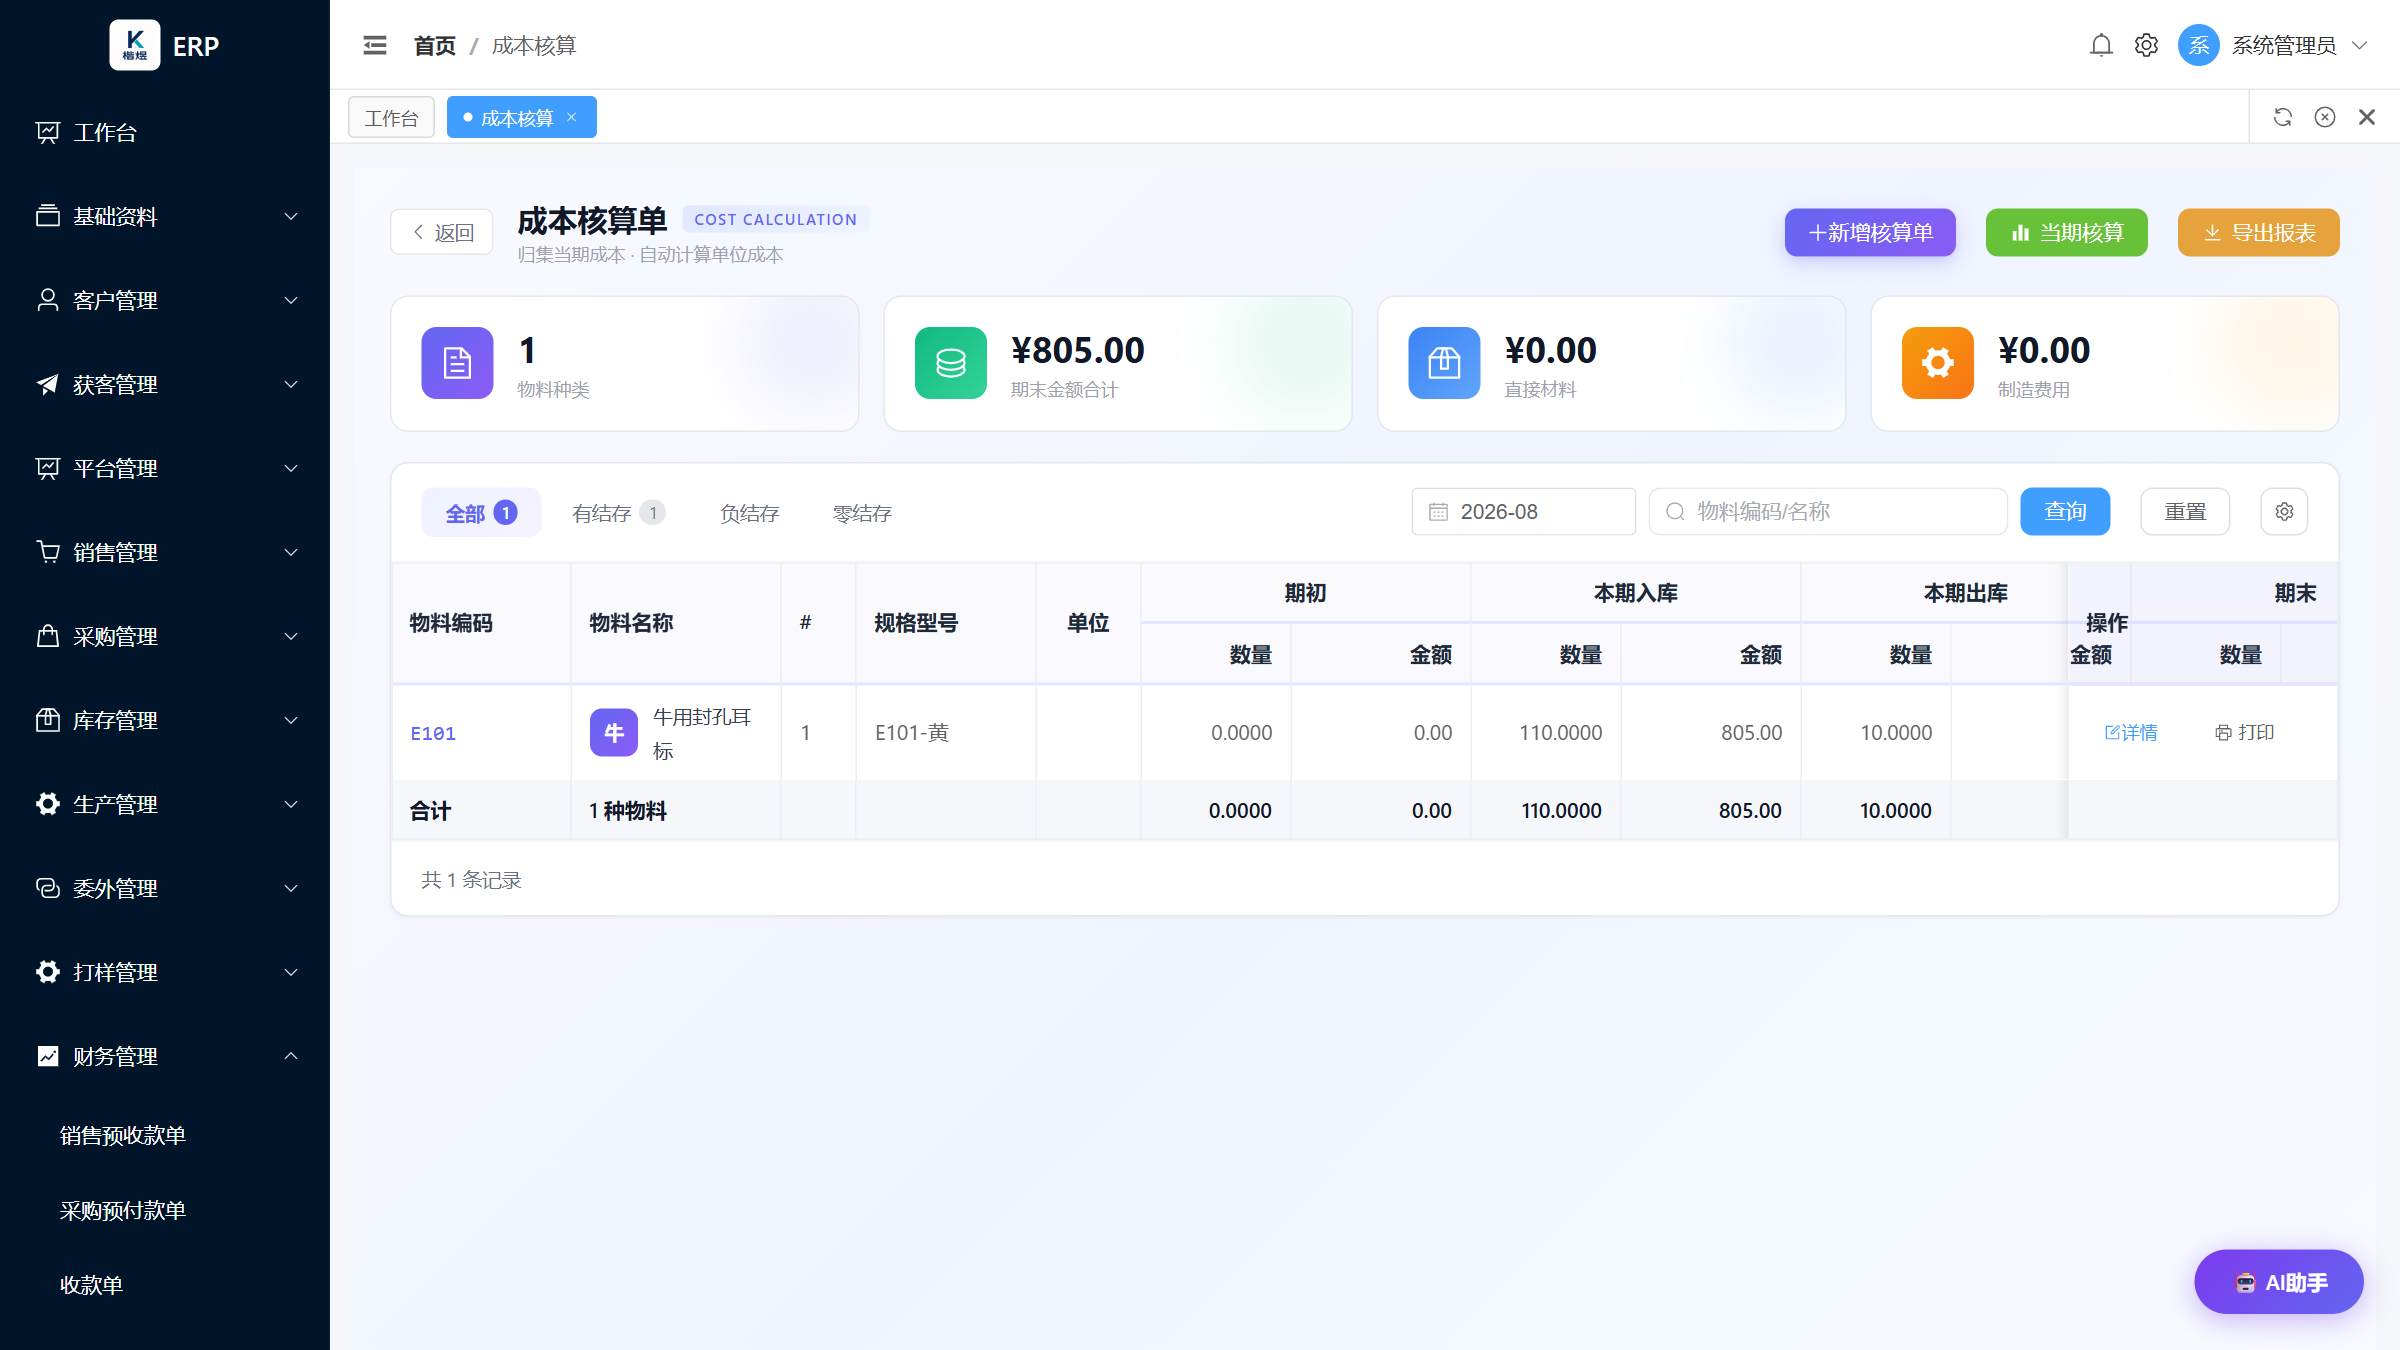 K
楷煜
ERP
工作台
基础资料
客户管理
获客管理
平台管理
销售管理
采购管理
库存管理
生产管理
委外管理
打样管理
财务管理
销售预收款单
采购预付款单
收款单
首页 / 成本核算
系 系统管理员
工作台
成本核算
返回
成本核算单 COST CALCULATION
归集当期成本 · 自动计算单位成本
+新增核算单
当期核算
导出报表
1
物料种类
¥805.00
期末金额合计
¥0.00
直接材料
¥0.00
制造费用
全部 1
有结存 1
负结存
零结存
2026-08
物料编码/名称
查询
重置
物料编码 物料名称 # 规格型号 单位 期初 本期入库 本期出库 操作 期末
数量 金额 数量 金额 数量 金额 数量
E101 牛 牛用封孔耳标 1 E101-黄 0.0000 0.00 110.0000 805.00 10.0000 详情 打印
合计 1 种物料 0.0000 0.00 110.0000 805.00 10.0000
共 1 条记录
AI助手